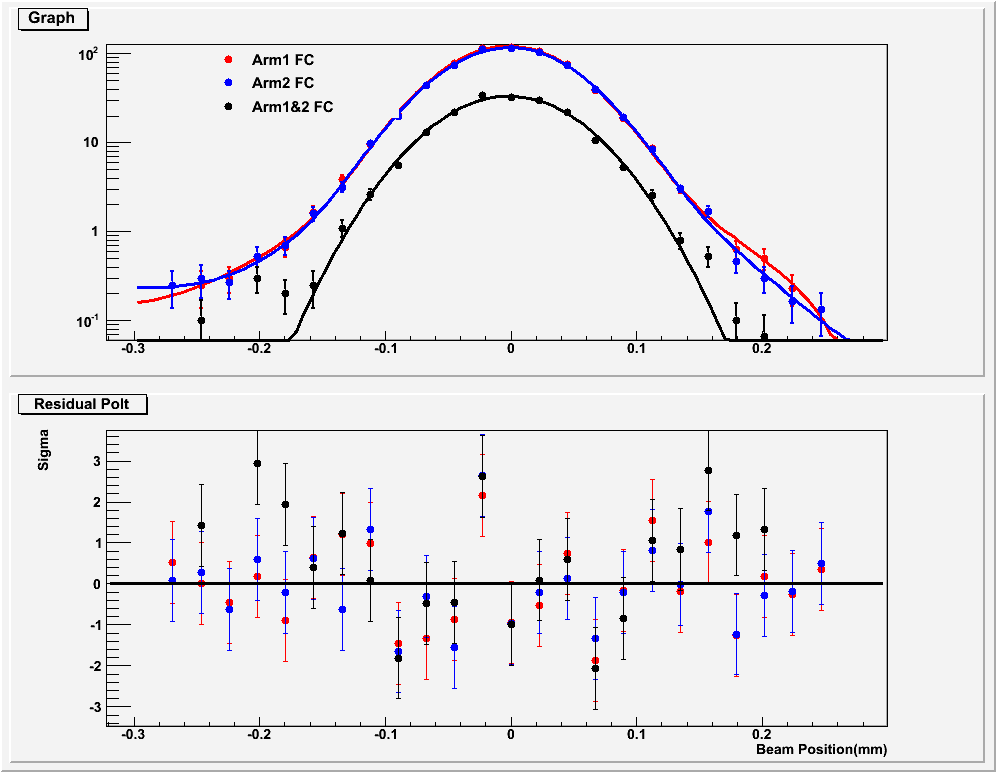 Graph
10²
10
1
10⁻¹
Arm1 FC
Arm2 FC
Arm1&2 FC
-0.3 -0.2 -0.1 0 0.1 0.2
Residual Polt
Sigma
3
2
1
0
-1
-2
-3
-0.3 -0.2 -0.1 0 0.1 0.2
Beam Position(mm)